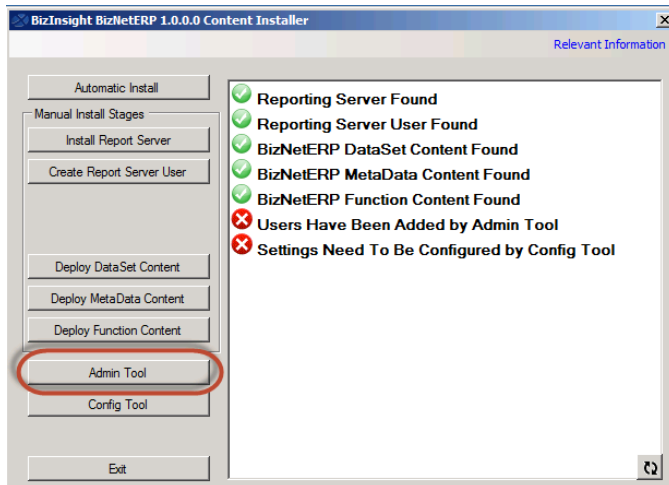 BizInsight BizNetERP 1.0.0.0 Content Installer
Relevant Information
Automatic Install
Manual Install Stages
Install Report Server
Create Report Server User
Deploy DataSet Content
Deploy MetaData Content
Deploy Function Content
Admin Tool
Config Tool
Exit
Reporting Server Found
Reporting Server User Found
BizNetERP DataSet Content Found
BizNetERP MetaData Content Found
BizNetERP Function Content Found
Users Have Been Added by Admin Tool
Settings Need To Be Configured by Config Tool